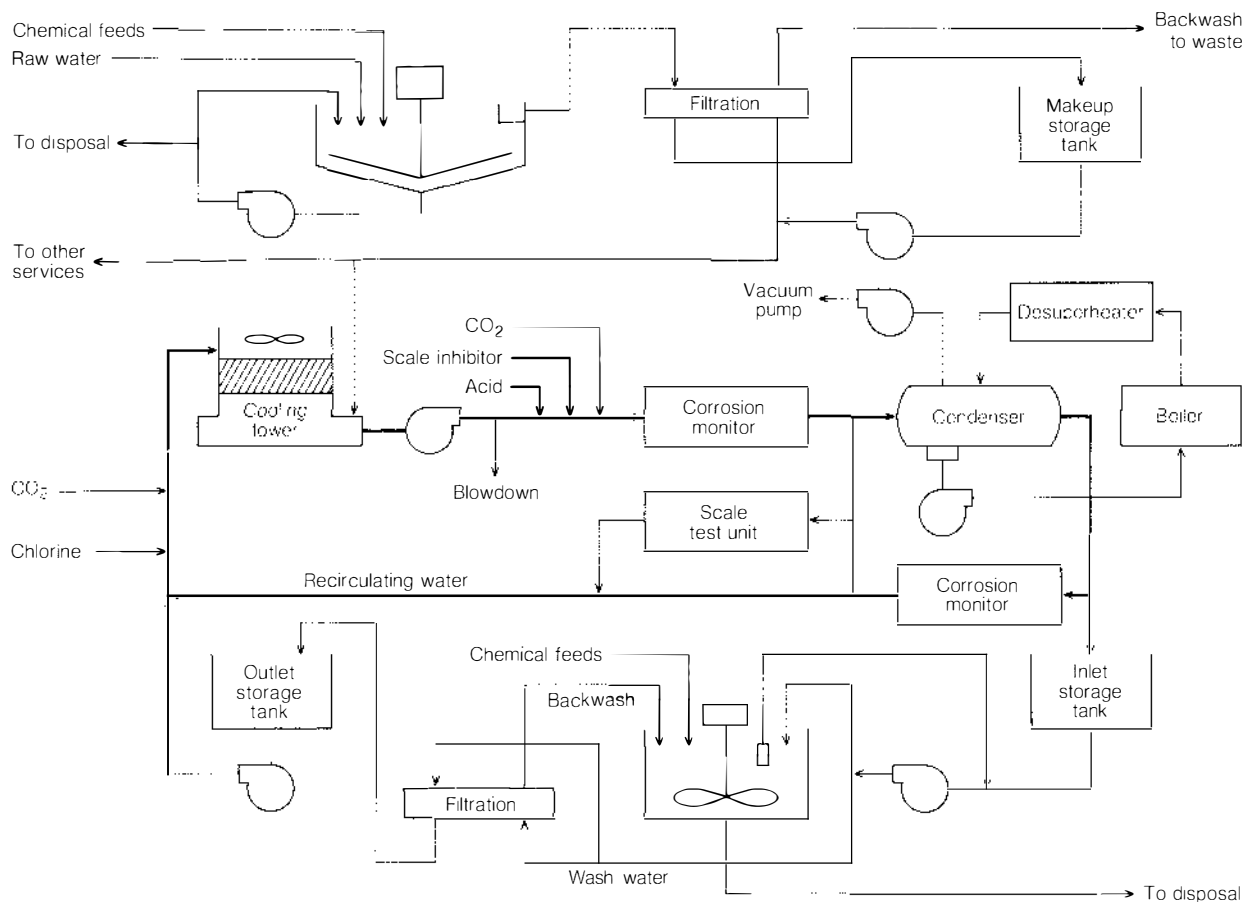 Chemical feeds
Raw water
To disposal
Backwash
to waste
Filtration
Makeup
storage
tank
To other
services
Vacuum
pump
Desuperheater
CO2
Scale inhibitor
Acid
Cooling
tower
Corrosion
monitor
Condenser
Boiler
Blowdown
CO2
Scale
test unit
Chlorine
Recirculating water
Corrosion
monitor
Chemical feeds
Outlet
storage
tank
Backwash
Inlet
storage
tank
Filtration
Wash water
To disposal